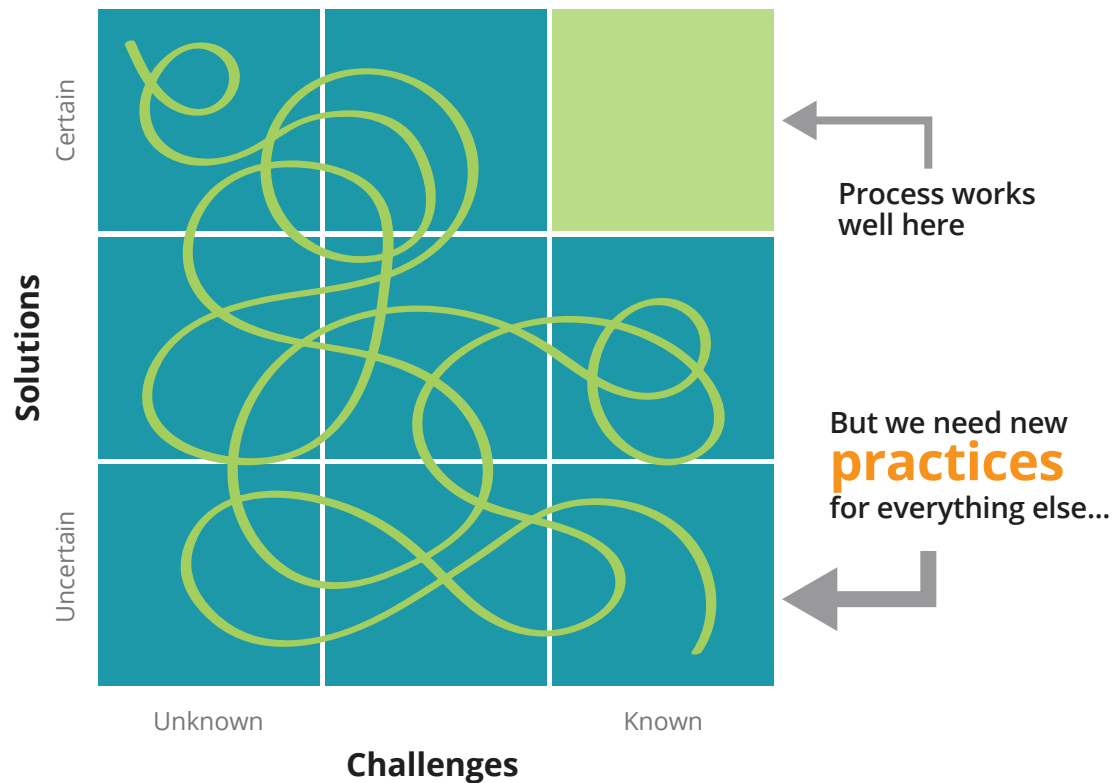 Certain
Process works
well here
Solutions
But we need new
practices
for everything else...
Uncertain
Unknown
Known
Challenges